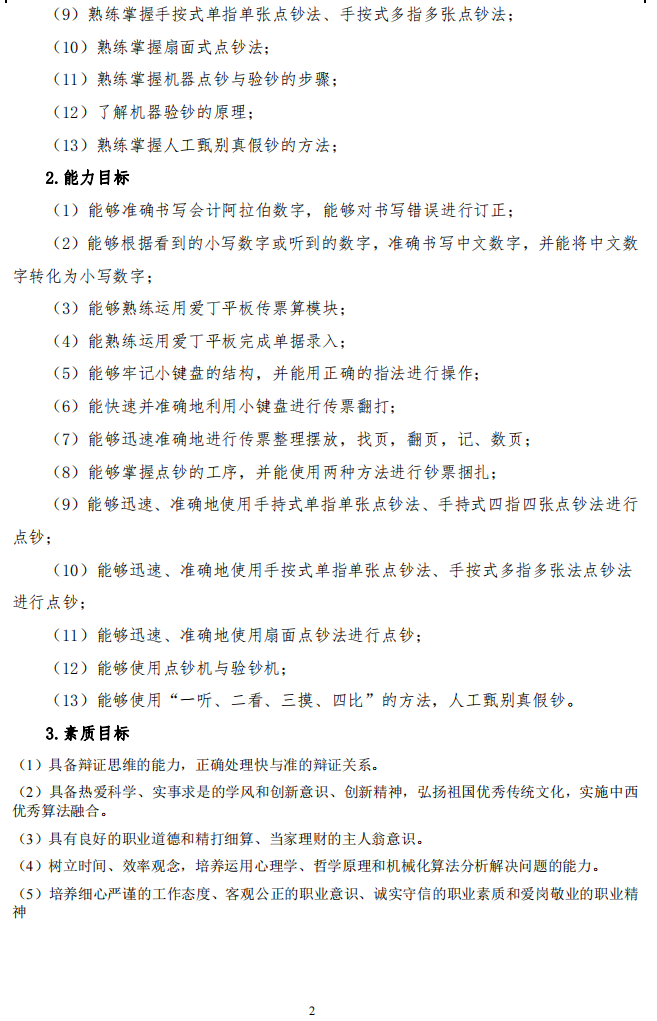 （9）熟练掌握手按式单指单张点钞法、手按式多指多张点钞法；
（10）熟练掌握扇面式点钞法；
（11）熟练掌握机器点钞与验钞的步骤；
（12）了解机器验钞的原理；
（13）熟练掌握人工甄别真假钞的方法；
2.能力目标
（1）能够准确书写会计阿拉伯数字，能够对书写错误进行订正；
（2）能够根据看到的小写数字或听到的数字，准确书写中文数字，并能将中文数
字转化为小写数字；
（3）能够熟练运用爱丁平板传票算模块；
（4）能熟练运用爱丁平板完成单据录入；
（5）能够牢记小键盘的结构，并能用正确的指法进行操作；
（6）能快速并准确地利用小键盘进行传票翻打；
（7）能够迅速准确地进行传票整理摆放，找页，翻页，记、数页；
（8）能够掌握点钞的工序，并能使用两种方法进行钞票捆扎；
（9）能够迅速、准确地使用手持式单指单张点钞法、手持式四指四张点钞法进行
点钞；
（10）能够迅速、准确地使用手按式单指单张点钞法、手按式多指多张法点钞法
进行点钞；
（11）能够迅速、准确地使用扇面点钞法进行点钞；
（12）能够使用点钞机与验钞机；
（13）能够使用“一听、二看、三摸、四比”的方法，人工甄别真假钞。
3.素质目标
（1）具备辩证思维的能力，正确处理快与准的辩证关系。
（2）具备热爱科学、实事求是的学风和创新意识、创新精神，弘扬祖国优秀传统文化，实施中西
优秀算法融合。
（3）具有良好的职业道德和精打细算、当家理财的主人翁意识。
（4）树立时间、效率观念，培养运用心理学、哲学原理和机械化算法分析解决问题的能力。
（5）培养细心严谨的工作态度、客观公正的职业意识、诚实守信的职业素质和爱岗敬业的职业精
神
2